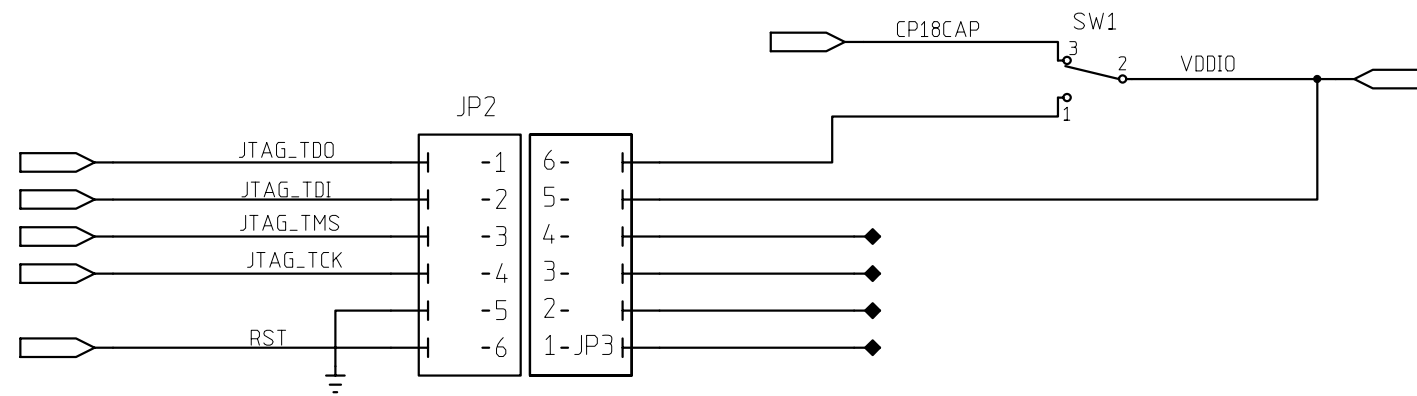 CP18CAP
SW1
3
2
VDDIO
1
JP2
JTAG_TDO
-1
6-
JTAG_TDI
-2
5-
JTAG_TMS
-3
4-
JTAG_TCK
-4
3-
-5
2-
RST
-6
1-JP3